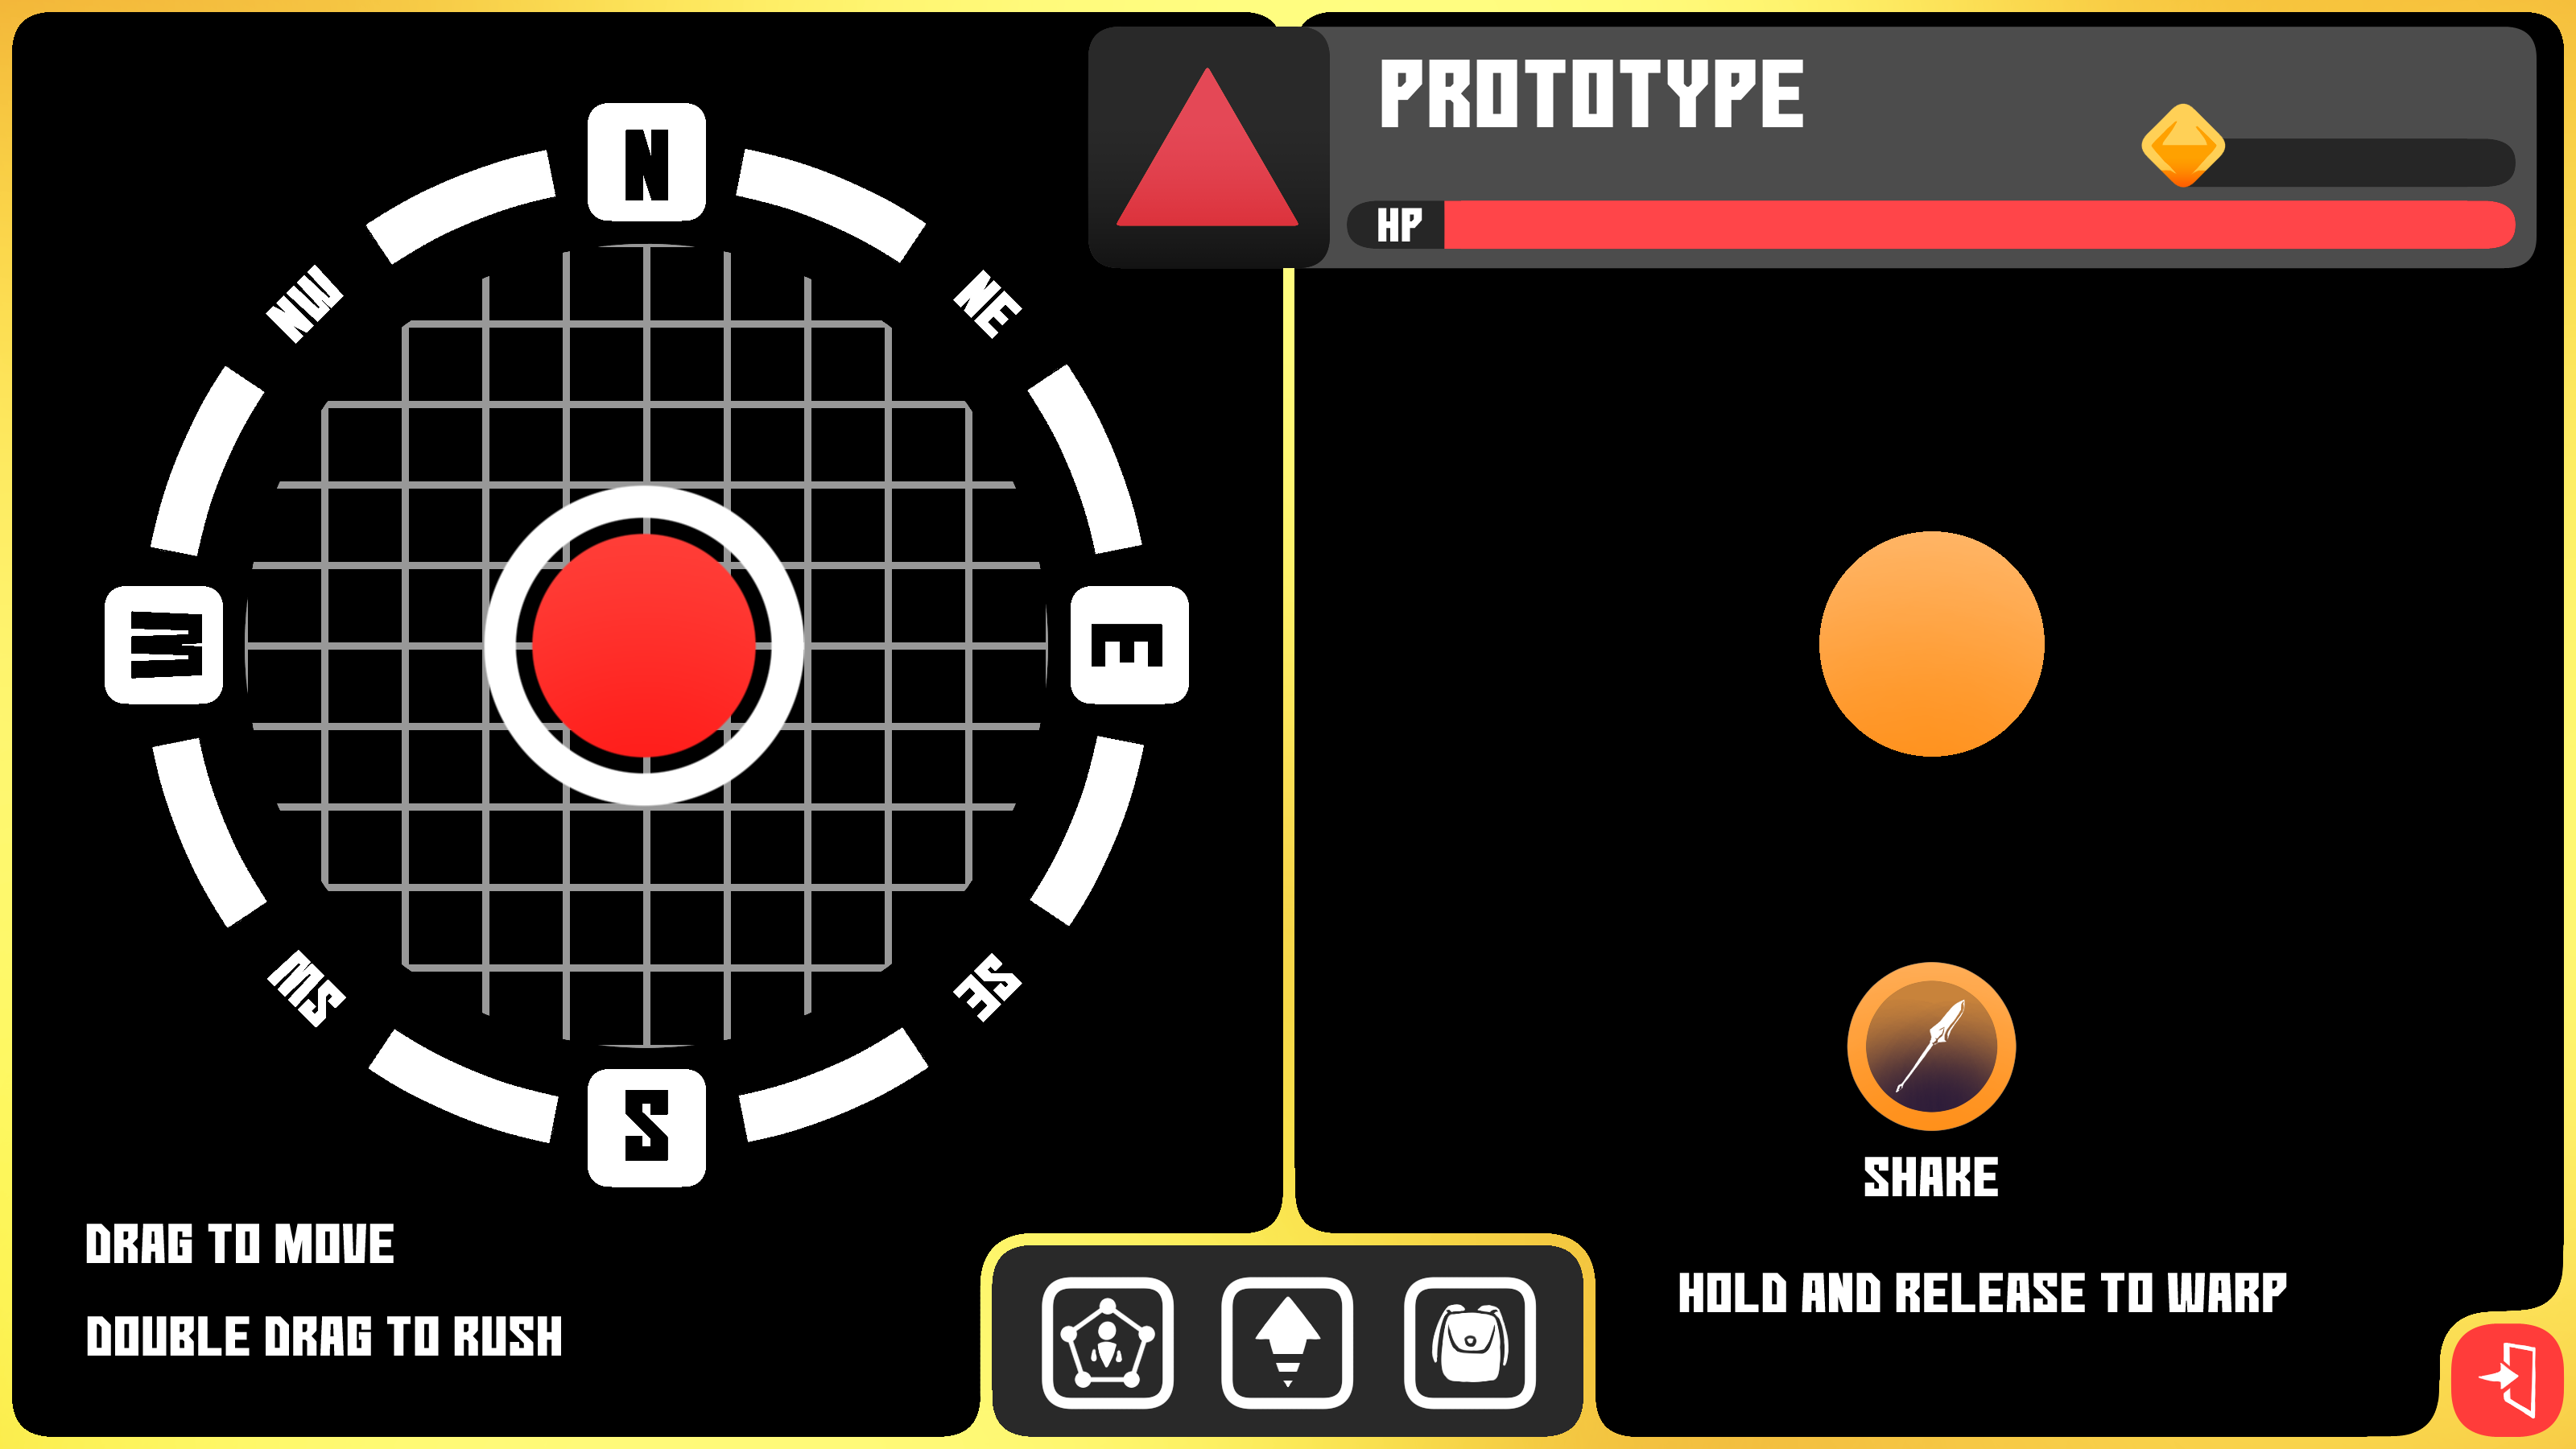 PROTOTYPE
HP
N
NW
NE
W
E
SW
SE
S
SHAKE
DRAG TO MOVE
HOLD AND RELEASE TO WARP
DOUBLE DRAG TO RUSH